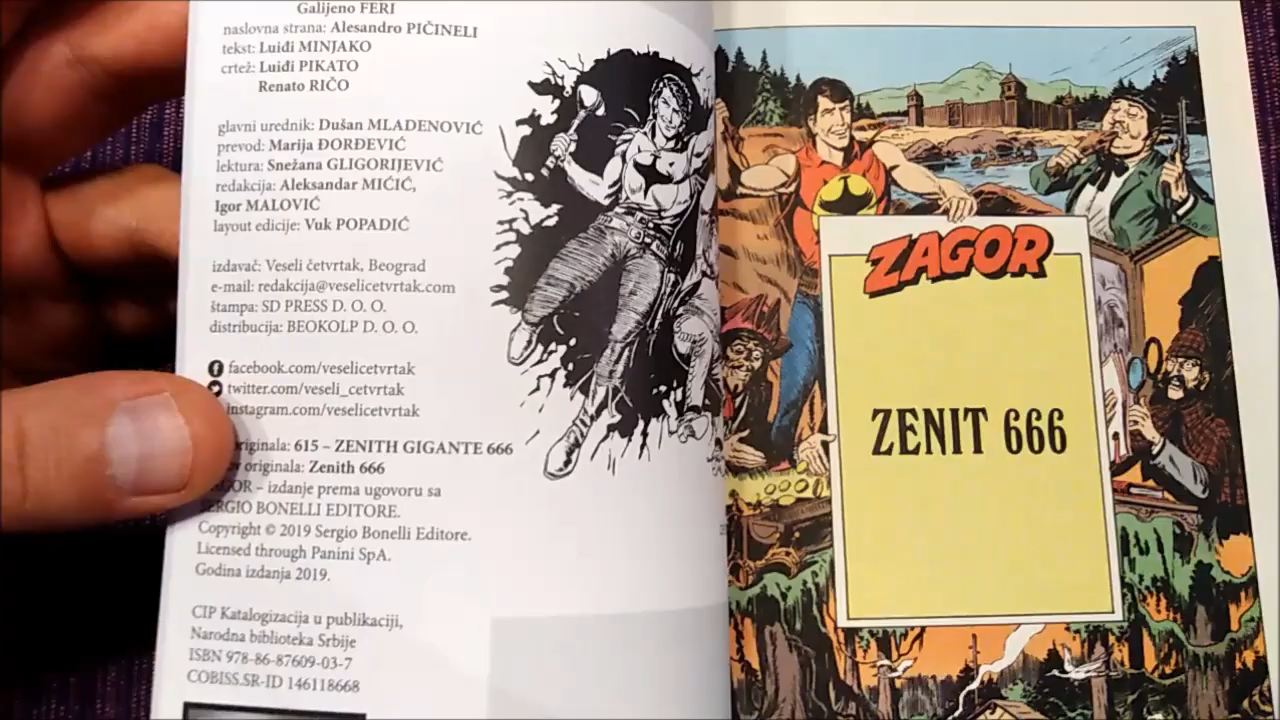 Galijeno FERI
naslovna strana: Alesandro PIČINELI
tekst: Luiđi MINJAKO
crtež: Luiđi PIKATO
Renato RIČO
glavni urednik: Dušan MLADENOVIĆ
prevod: Marija ĐORĐEVIĆ
lektura: Snežana GLIGORIJEVIĆ
redakcija: Aleksandar MIĆIĆ,
Igor MALOVIĆ
layout edicije: Vuk POPADIĆ
izdavač: Veseli četvrtak, Beograd
e-mail: redakcija@veselicetvrtak.com
štampa: SD PRESS D. O. O.
distribucija: BEOKOLP D. O. O.
facebook.com/veselicetvrtak
twitter.com/veseli_cetvrtak
instagram.com/veselicetvrtak
originala: 615 – ZENITH GIGANTE 666
originala: Zenith 666
– izdanje prema ugovoru sa
SERGIO BONELLI EDITORE.
Copyright © 2019 Sergio Bonelli Editore.
Licensed through Panini SpA.
Godina izdanja 2019.
CIP Katalogizacija u publikaciji,
Narodna biblioteka Srbije
ISBN 978-86-87609-03-7
COBISS.SR-ID 146118668
ZAGOR
ZENIT 666